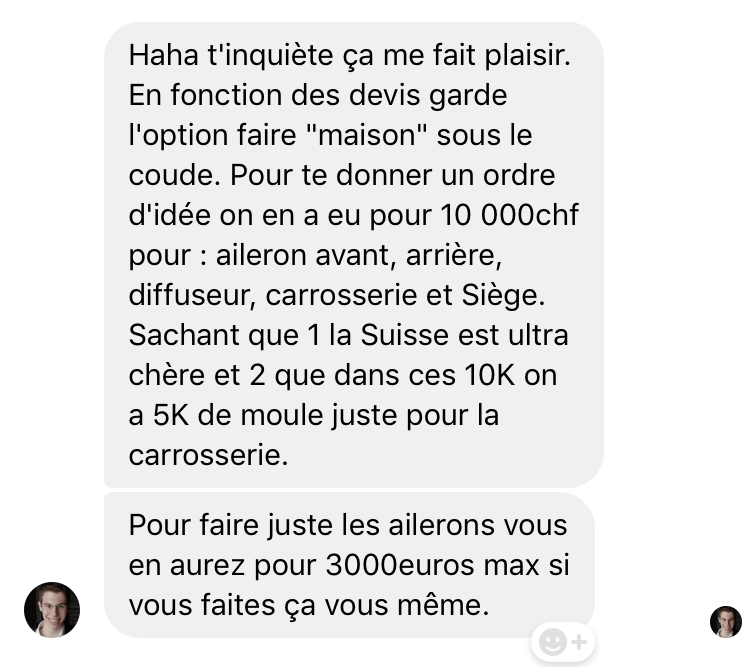 Haha t'inquiète ça me fait plaisir.
En fonction des devis garde
l'option faire "maison" sous le
coude. Pour te donner un ordre
d'idée on en a eu pour 10 000chf
pour : aileron avant, arrière,
diffuseur, carrosserie et Siège.
Sachant que 1 la Suisse est ultra
chère et 2 que dans ces 10K on
a 5K de moule juste pour la
carrosserie.
Pour faire juste les ailerons vous
en aurez pour 3000euros max si
vous faites ça vous même.